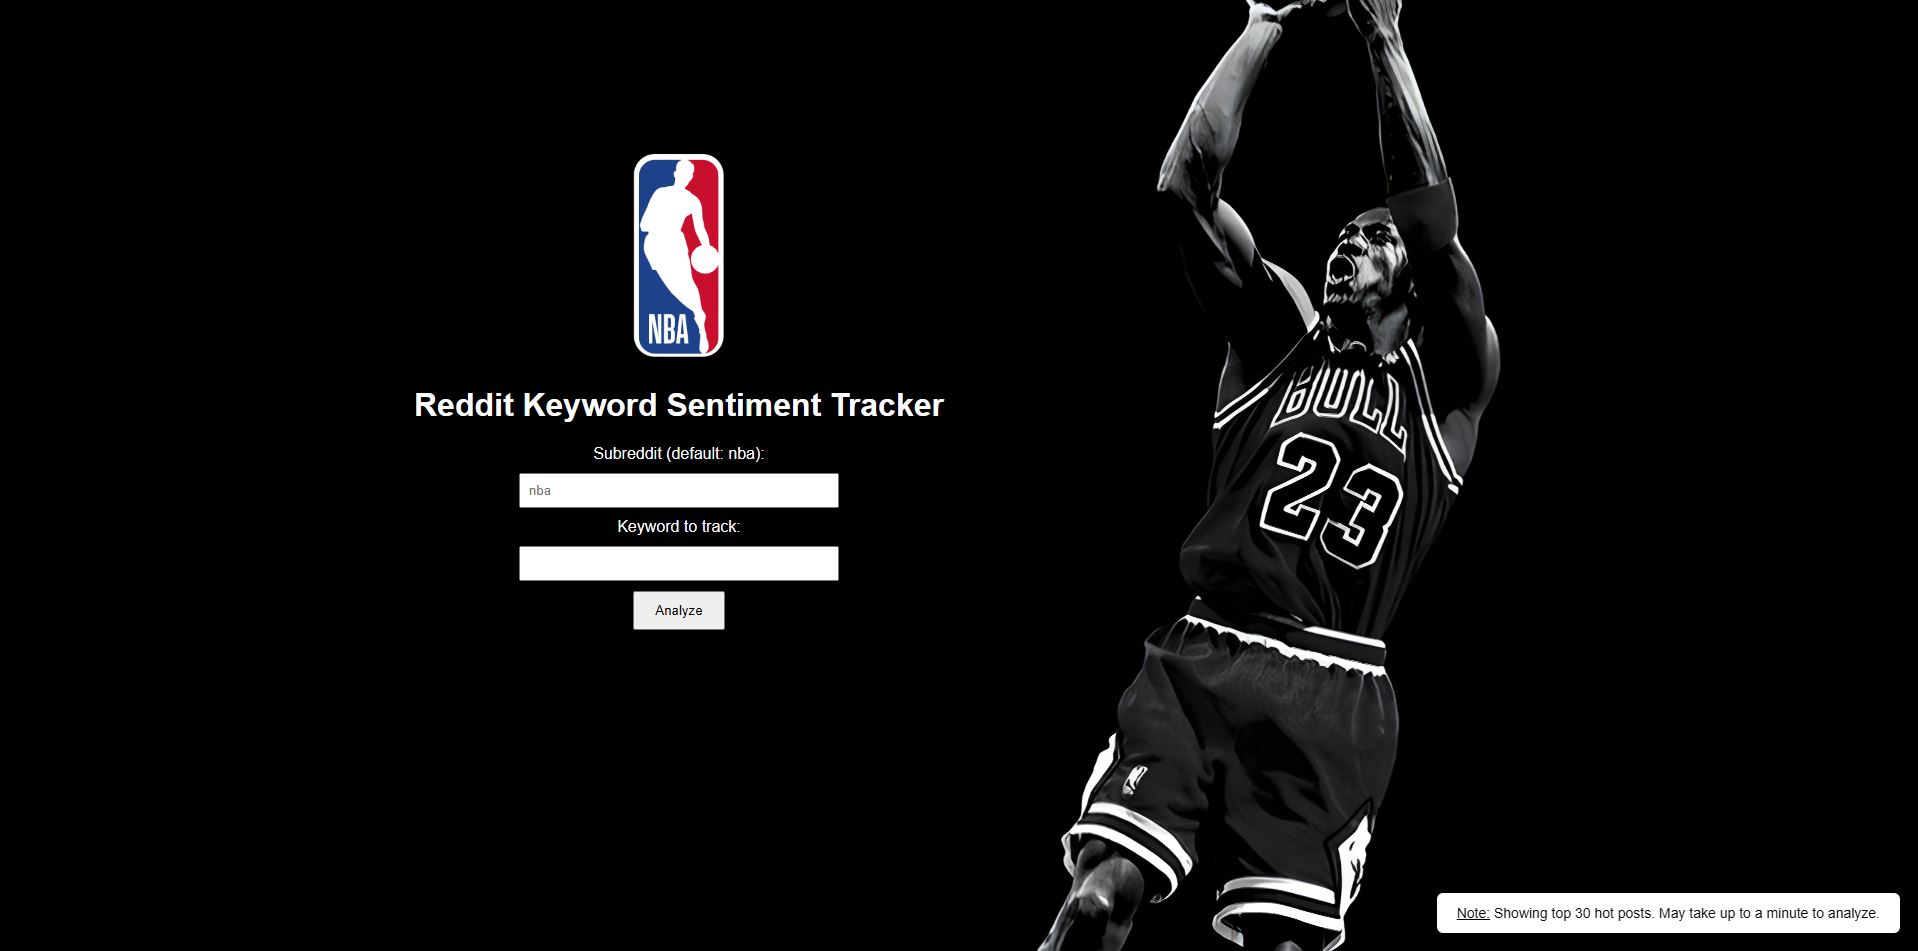 NBA
Reddit Keyword Sentiment Tracker
Subreddit (default: nba):
nba
Keyword to track:
Analyze
BULL
23
Note: Showing top 30 hot posts. May take up to a minute to analyze.